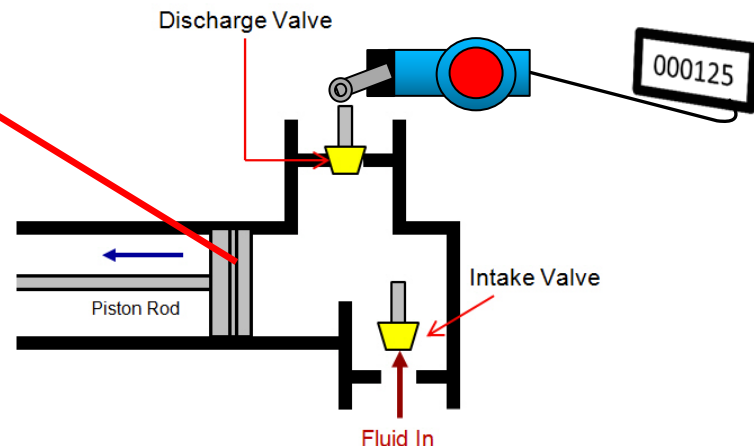 Discharge Valve
000125
Intake Valve
Piston Rod
Fluid In